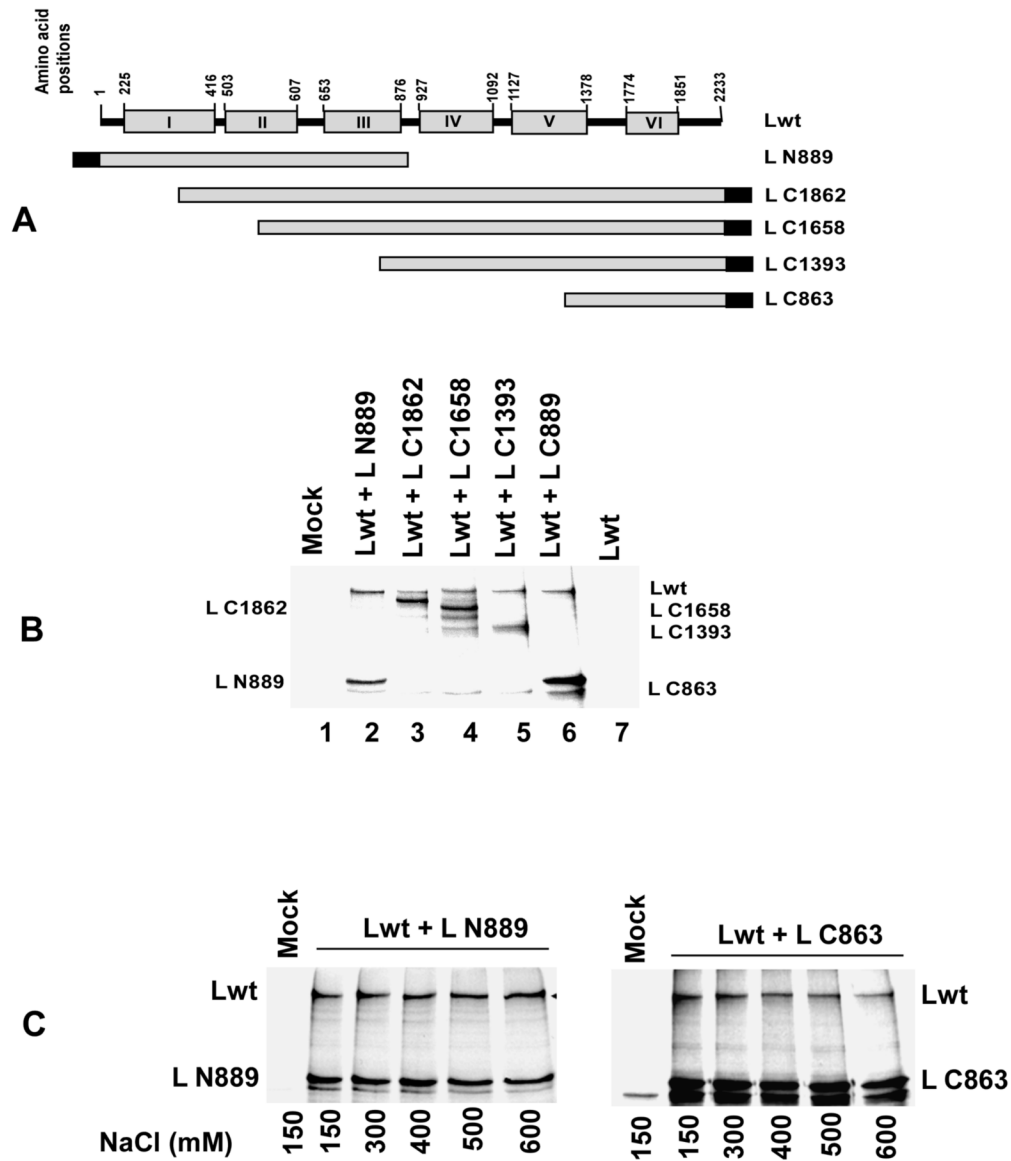 Amino acid
positions
1 225 416 503 607 653 876 927 1092 1127 1378 1774 1851 2233
I II III IV V VI Lwt
L N889
L C1862
A
L C1658
L C1393
L C863
Mock
Lwt + L N889
Lwt + L C1862
Lwt + L C1658
Lwt + L C1393
Lwt + L C889
Lwt
B
Lwt
L C1862
L C1658
L C1393
L N889
L C863
1 2 3 4 5 6 7
C
Mock
Lwt + L N889
Lwt
L N889
NaCl (mM) 150 150 300 400 500 600
Mock
Lwt + L C863
Lwt
L C863
150 150 300 400 500 600